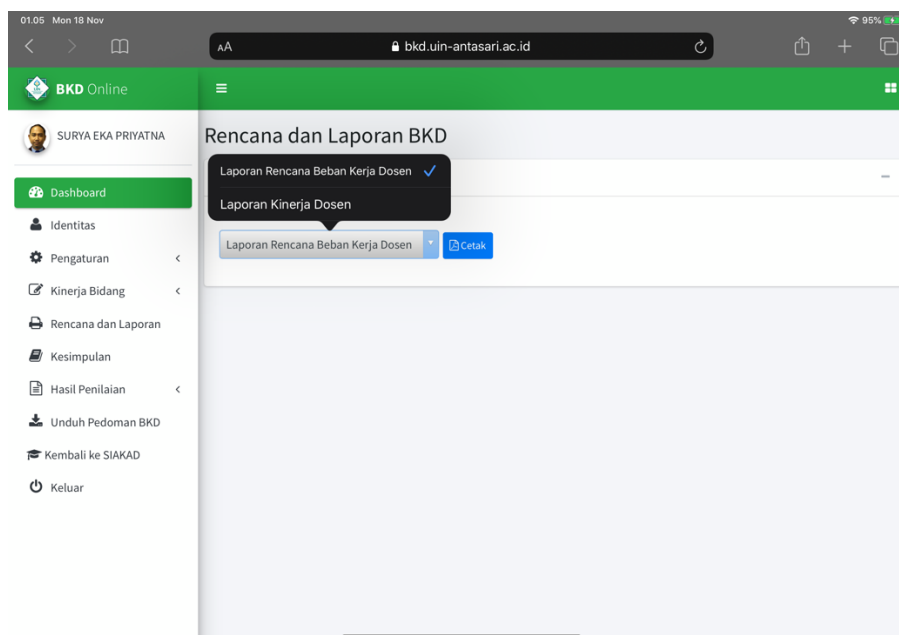 01.05 Mon 18 Nov
95%
AA bkd.uin-antasari.ac.id
BKD Online
SURYA EKA PRIYATNA
Rencana dan Laporan BKD
Laporan Rencana Beban Kerja Dosen
Laporan Kinerja Dosen
Laporan Rencana Beban Kerja Dosen
Cetak
Dashboard
Identitas
Pengaturan
Kinerja Bidang
Rencana dan Laporan
Kesimpulan
Hasil Penilaian
Unduh Pedoman BKD
Kembali ke SIAKAD
Keluar